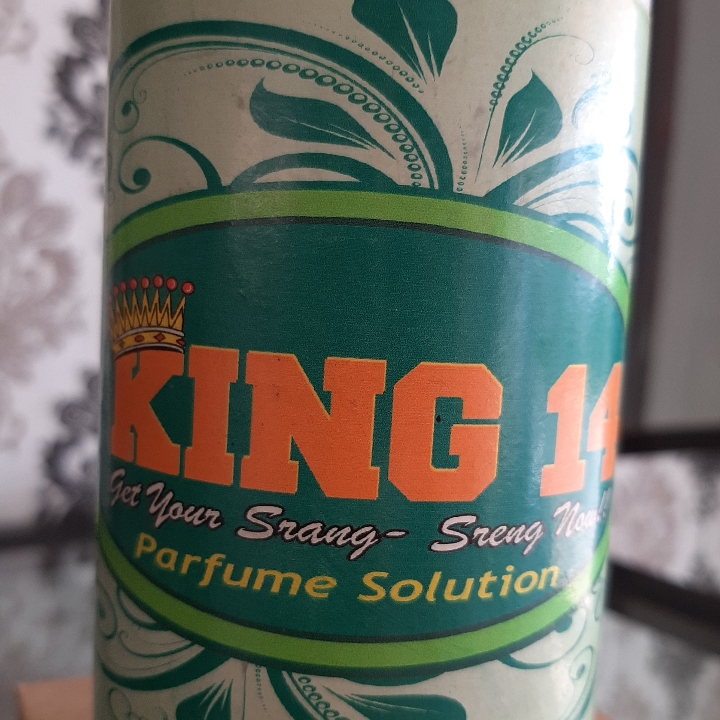 KING 14
Get Your Srang- Sreng Now!!
Parfume Solution